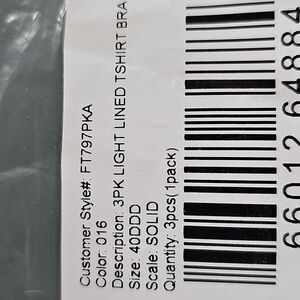 Customer Style#: FT797PKA
Color: 016
Description: 3PK LIGHT LINED TSHIRT BRA
Size: 40DDD
Scale: SOLID
Quantity: 3pcs(1pack)
66012 64884